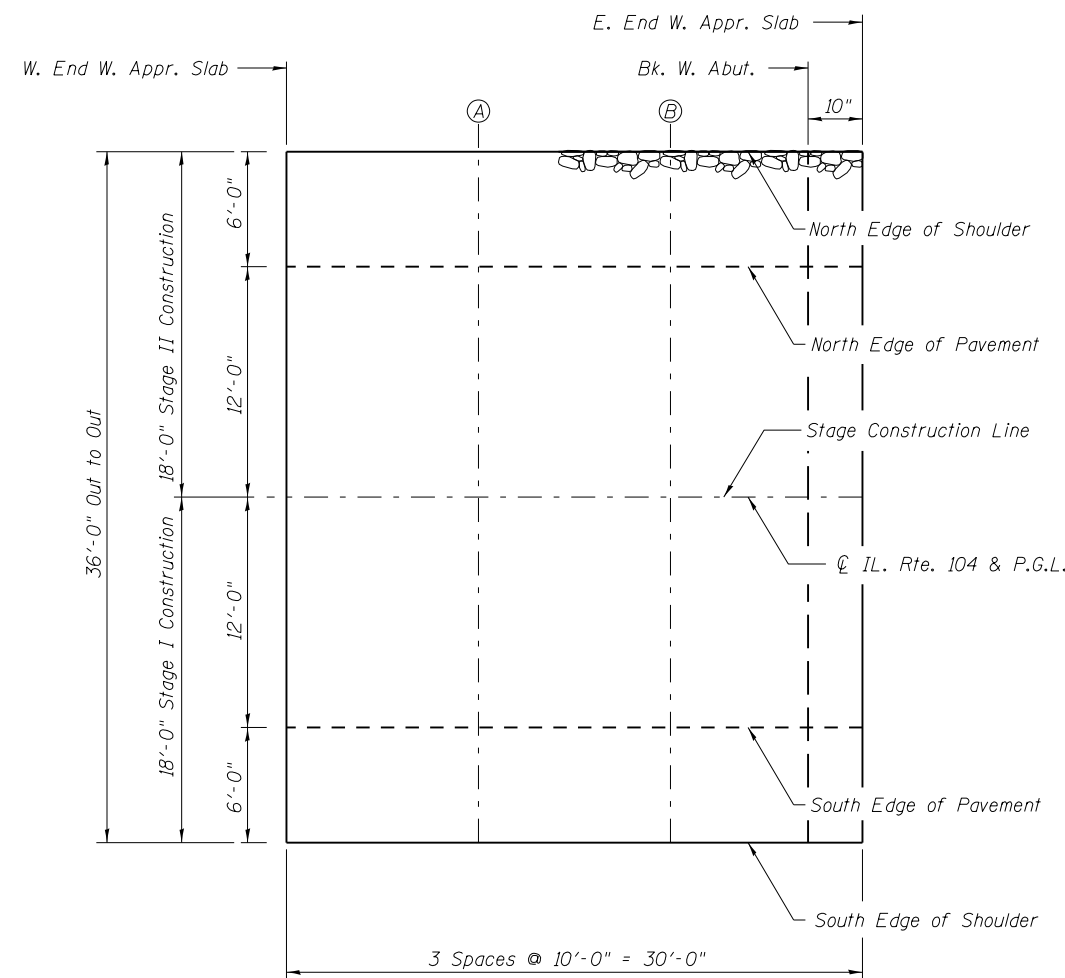 E. End W. Appr. Slab
W. End W. Appr. Slab
Bk. W. Abut.
10"
A
B
6'-0"
North Edge of Shoulder
18'-0" Stage II Construction
12'-0"
North Edge of Pavement
36'-0" Out to Out
Stage Construction Line
℄ IL. Rte. 104 & P.G.L.
18'-0" Stage I Construction
12'-0"
6'-0"
South Edge of Pavement
South Edge of Shoulder
3 Spaces @ 10'-0" = 30'-0"